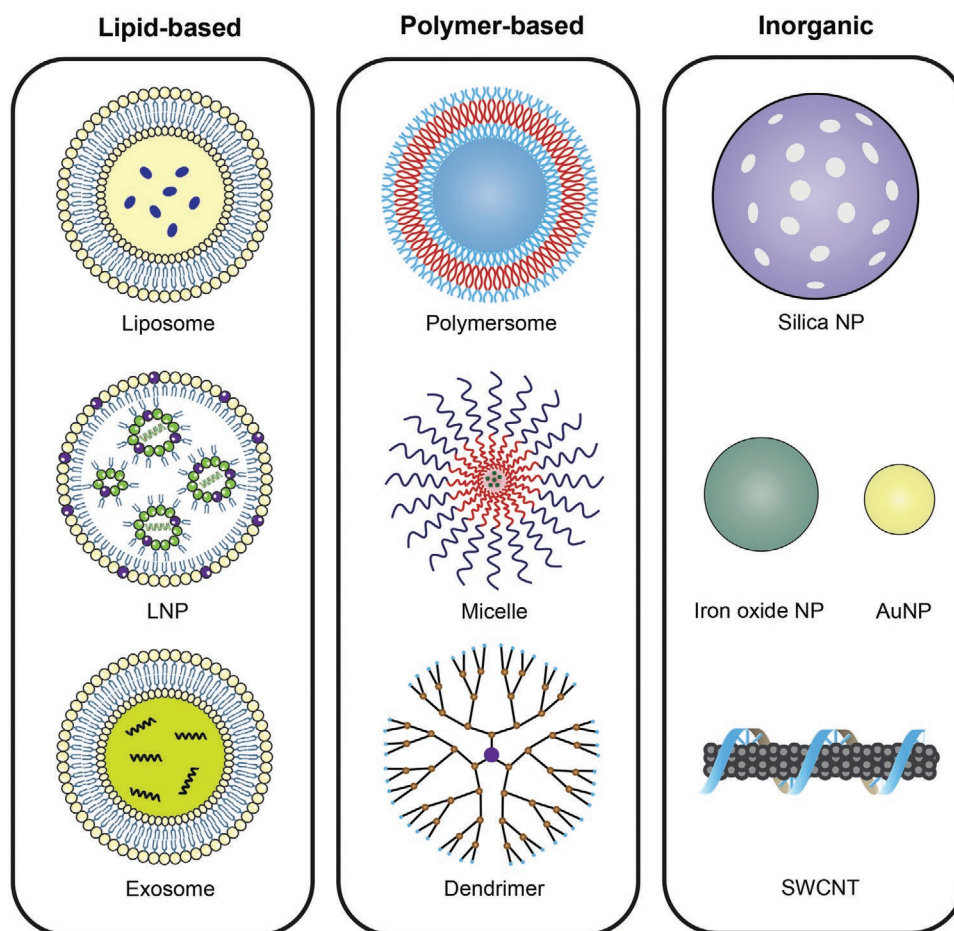 Lipid-based
Polymer-based
Inorganic
Liposome
Polymersome
Silica NP
LNP
Micelle
Iron oxide NP
AuNP
Exosome
Dendrimer
SWCNT